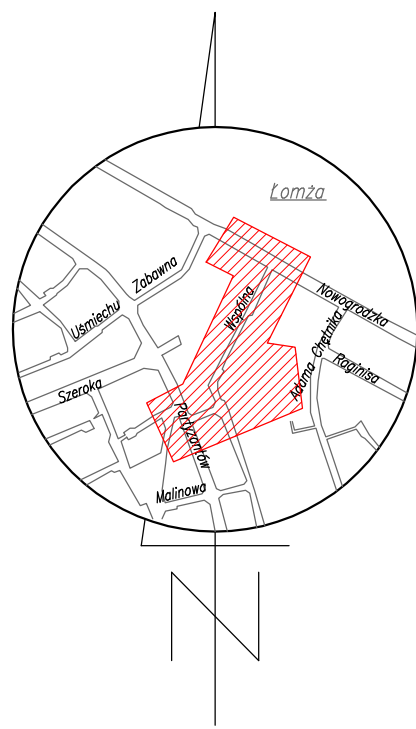 Łomża
Zabawna
Nowogrodzka
Wspólna
Uśmiechu
Adama Chętnika
Raginisa
Szeroka
Partyzantów
Malinowa
N